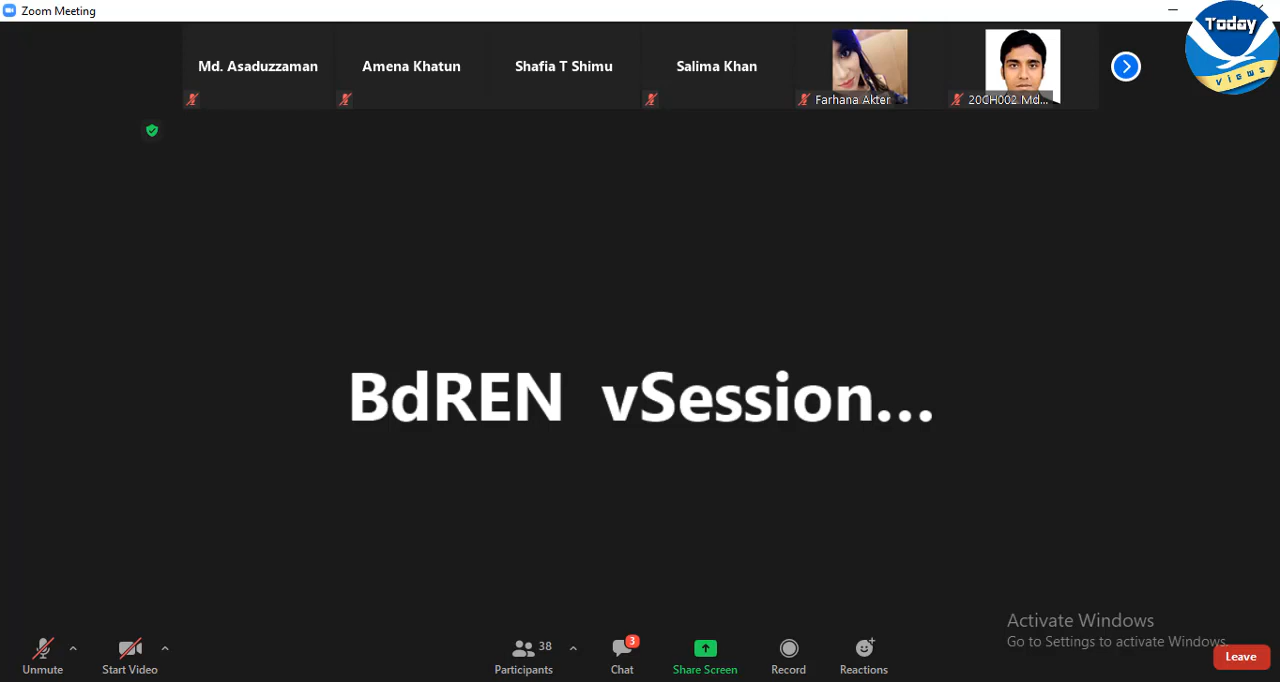 Zoom Meeting
Today
views
Md. Asaduzzaman
Amena Khatun
Shafia T Shimu
Salima Khan
Farhana Akter
20CH002 Md...
BdREN vSession...
Activate Windows
Go to Settings to activate Windows.
Unmute
Start Video
38
Participants
3
Chat
Share Screen
Record
Reactions
Leave